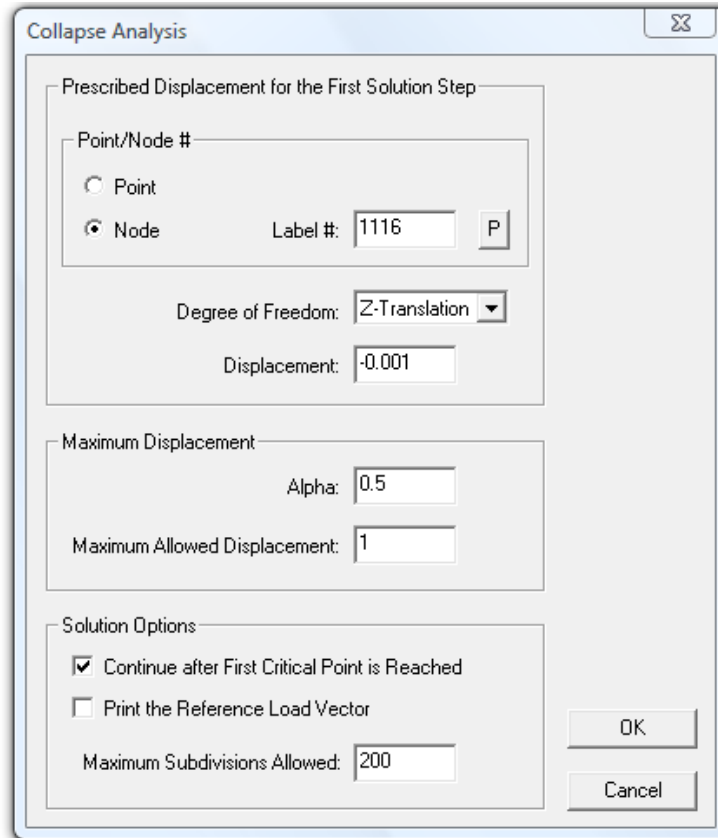 Collapse Analysis
Prescribed Displacement for the First Solution Step
Point/Node #
Point
Node Label #: 1116 P
Degree of Freedom: Z-Translation
Displacement: -0.001
Maximum Displacement
Alpha: 0.5
Maximum Allowed Displacement: 1
Solution Options
Continue after First Critical Point is Reached
Print the Reference Load Vector
OK
Maximum Subdivisions Allowed: 200
Cancel